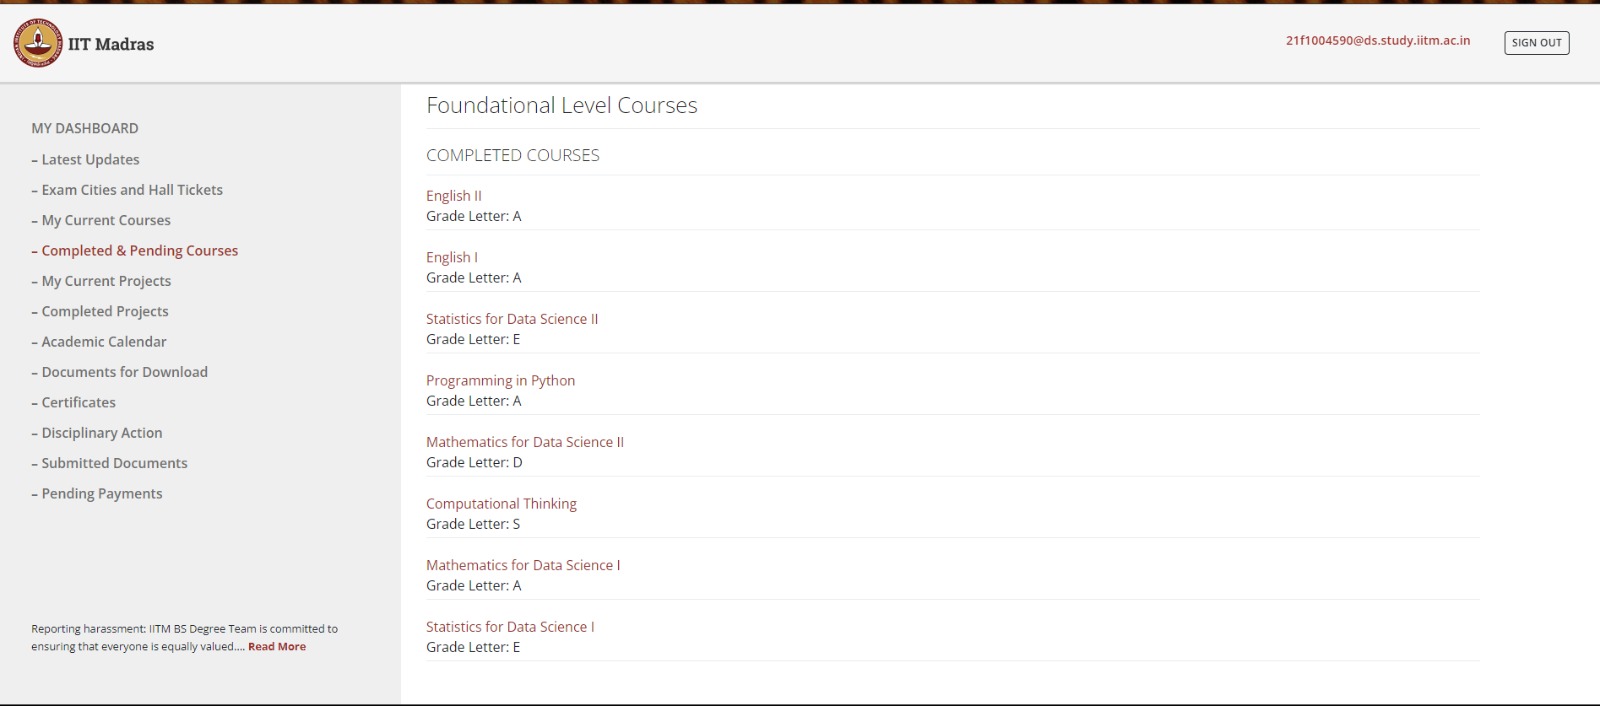 IIT Madras
21f1004590@ds.study.iitm.ac.in
SIGN OUT
MY DASHBOARD
– Latest Updates
– Exam Cities and Hall Tickets
– My Current Courses
– Completed & Pending Courses
– My Current Projects
– Completed Projects
– Academic Calendar
– Documents for Download
– Certificates
– Disciplinary Action
– Submitted Documents
– Pending Payments
Reporting harassment: IITM BS Degree Team is committed to
ensuring that everyone is equally valued.... Read More
Foundational Level Courses
COMPLETED COURSES
English II
Grade Letter: A
English I
Grade Letter: A
Statistics for Data Science II
Grade Letter: E
Programming in Python
Grade Letter: A
Mathematics for Data Science II
Grade Letter: D
Computational Thinking
Grade Letter: S
Mathematics for Data Science I
Grade Letter: A
Statistics for Data Science I
Grade Letter: E